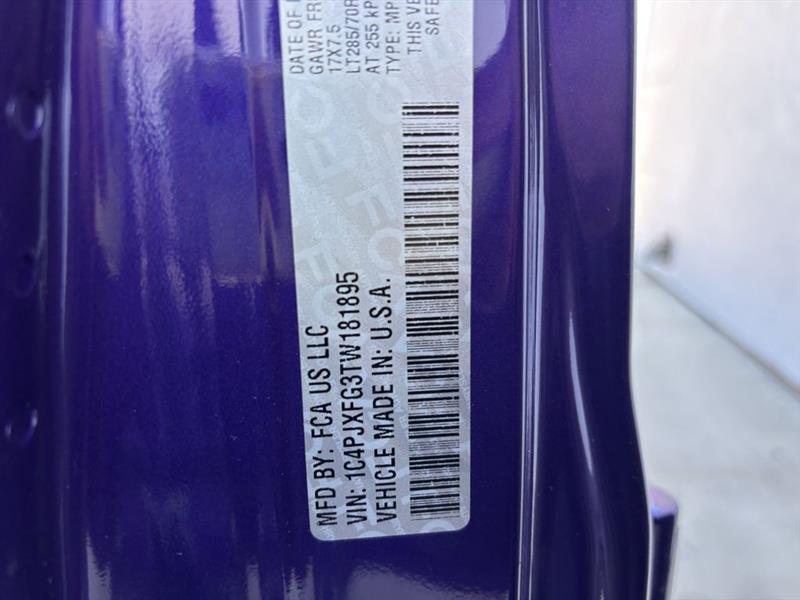 DATE OF
GAWR FR
17X7.5
LT285/70R
AT 255 KP
TYPE: MP
THIS VE
SAFE
MFD BY: FCA US LLC
VIN: 1C4PJXFG3TW181895
VEHICLE MADE IN: U.S.A.